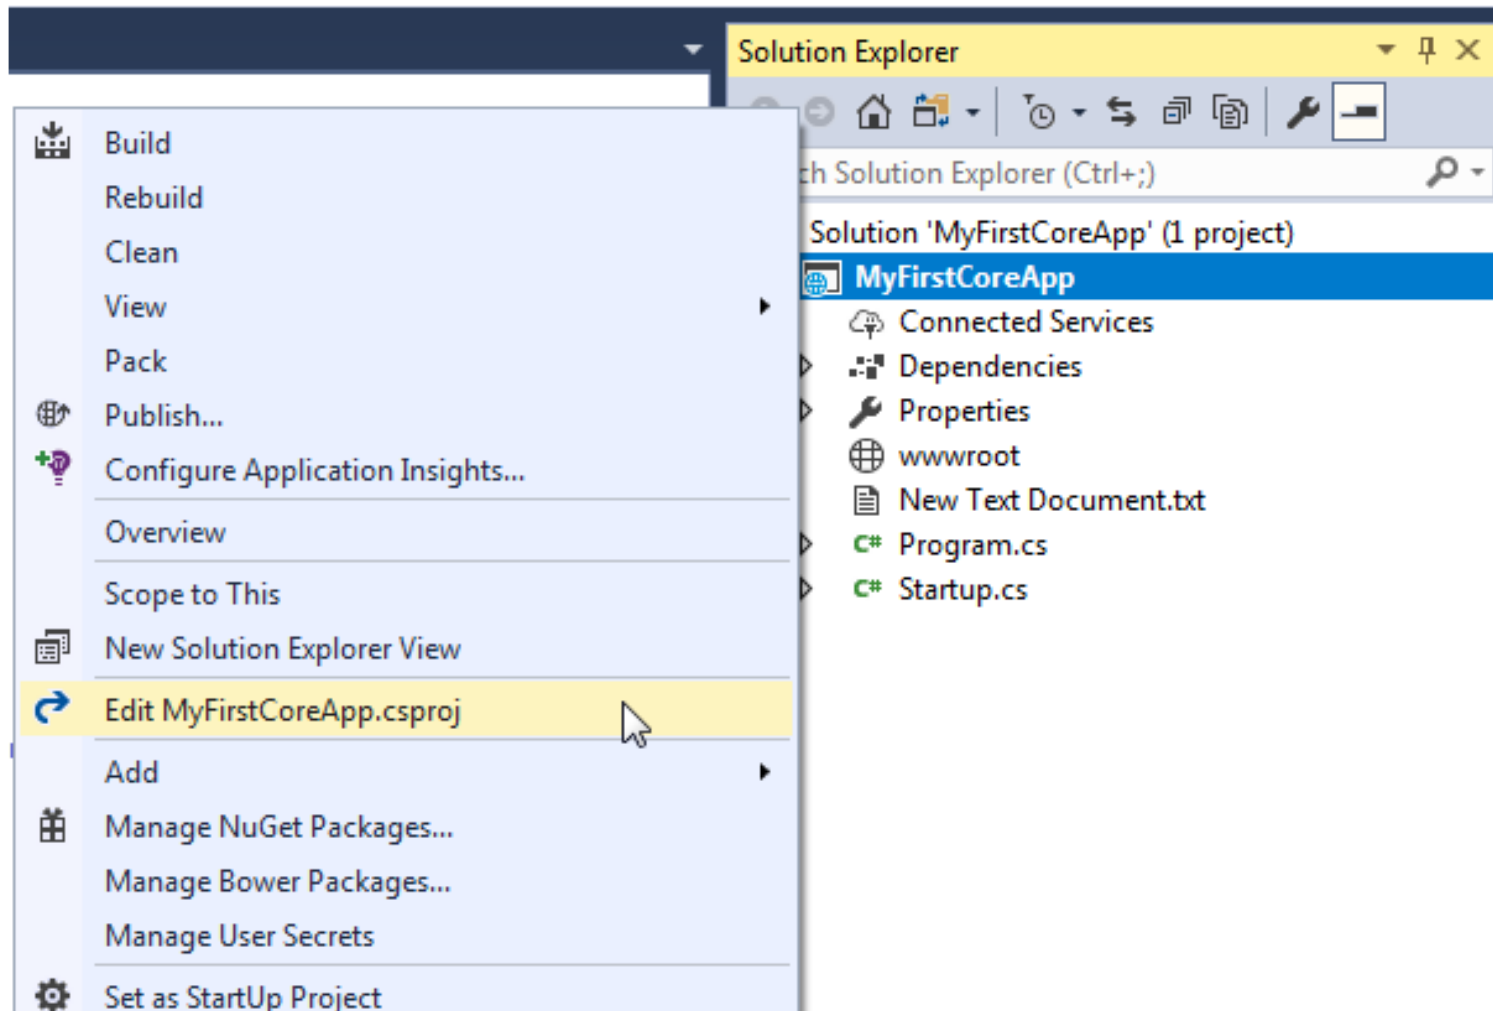 Solution Explorer
Build
Rebuild
Clean
View
Pack
Publish...
Configure Application Insights...
Overview
Scope to This
New Solution Explorer View
Edit MyFirstCoreApp.csproj
Add
Manage NuGet Packages...
Manage Bower Packages...
Manage User Secrets
Set as StartUp Project
ch Solution Explorer (Ctrl+;)
Solution 'MyFirstCoreApp' (1 project)
MyFirstCoreApp
Connected Services
Dependencies
Properties
wwwroot
New Text Document.txt
C# Program.cs
C# Startup.cs